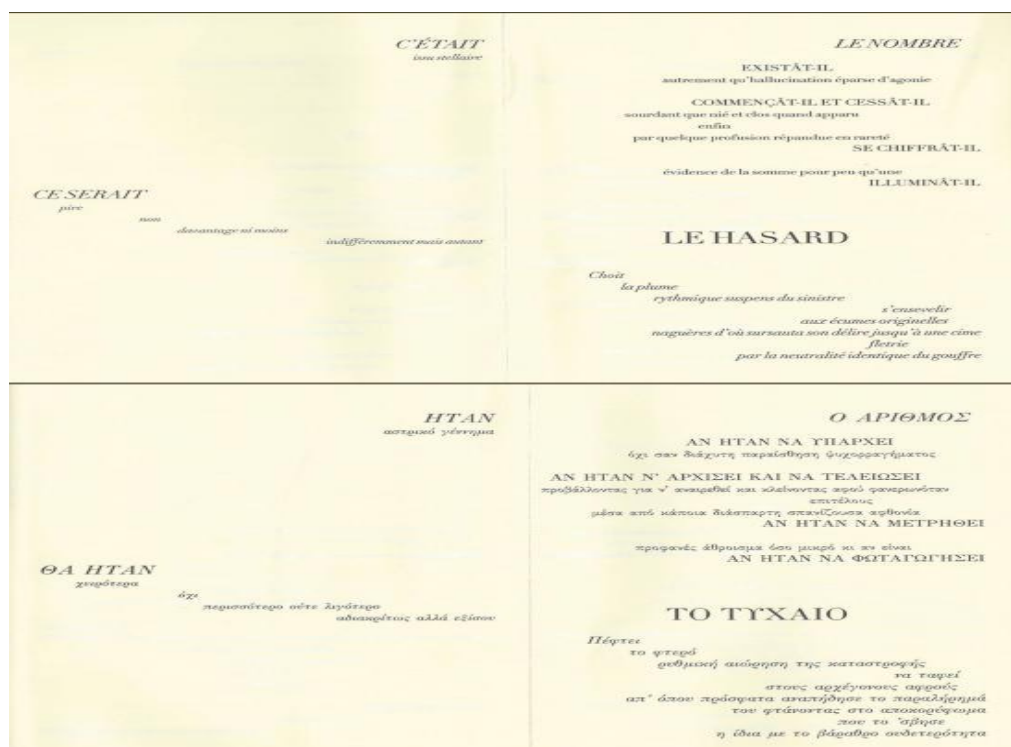 C'ÉTAIT
issu stellaire
CE SERAIT
pire
non
davantage ni moins
indifféremment mais autant
LE NOMBRE
EXISTÂT-IL
autrement qu'hallucination éparse d'agonie
COMMENÇÂT-IL ET CESSÂT-IL
sourdant que nié et clos quand apparu
enfin
par quelque profusion répandue en rareté
SE CHIFFRÂT-IL
évidence de la somme pour peu qu'une
ILLUMINÂT-IL
LE HASARD
Choit
la plume
rythmique suspens du sinistre
s'ensevelir
aux écumes originelles
naguères d'où sursauta son délire jusqu'à une cime
fletrie
par la neutralité identique du gouffre
ΗΤΑΝ
αστρικό γέννημα
ΘΑ ΗΤΑΝ
χειρότερα
όχι
περισσότερο ούτε λιγότερο
αδιακρίτως αλλά εξίσου
Ο ΑΡΙΘΜΟΣ
ΑΝ ΗΤΑΝ ΝΑ ΥΠΑΡΧΕΙ
όχι σαν διάχυτη παραίσθηση ψυχορραγήματος
ΑΝ ΗΤΑΝ Ν' ΑΡΧΙΣΕΙ ΚΑΙ ΝΑ ΤΕΛΕΙΩΣΕΙ
προβάλλοντας για ν' αναιρεθεί και κλείνοντας αφού φανερωνόταν
επιτέλους
μέσα από κάποια διάσπαρτη σπανίζουσα αφθονία
ΑΝ ΗΤΑΝ ΝΑ ΜΕΤΡΗΘΕΙ
προφανές άθροισμα όσο μικρό κι αν είναι
ΑΝ ΗΤΑΝ ΝΑ ΦΩΤΑΓΩΓΗΣΕΙ
ΤΟ ΤΥΧΑΙΟ
Πέφτει
το φτερό
ρυθμική αιώρηση της καταστροφής
να ταφεί
στους αρχέγονους αφρούς
απ' όπου πρόσφατα αναπήδησε το παραλήρημά
του φτάνοντας στο αποκορύφωμα
που το 'σβησε
η ίδια με το βάραθρο ουδετερότητα